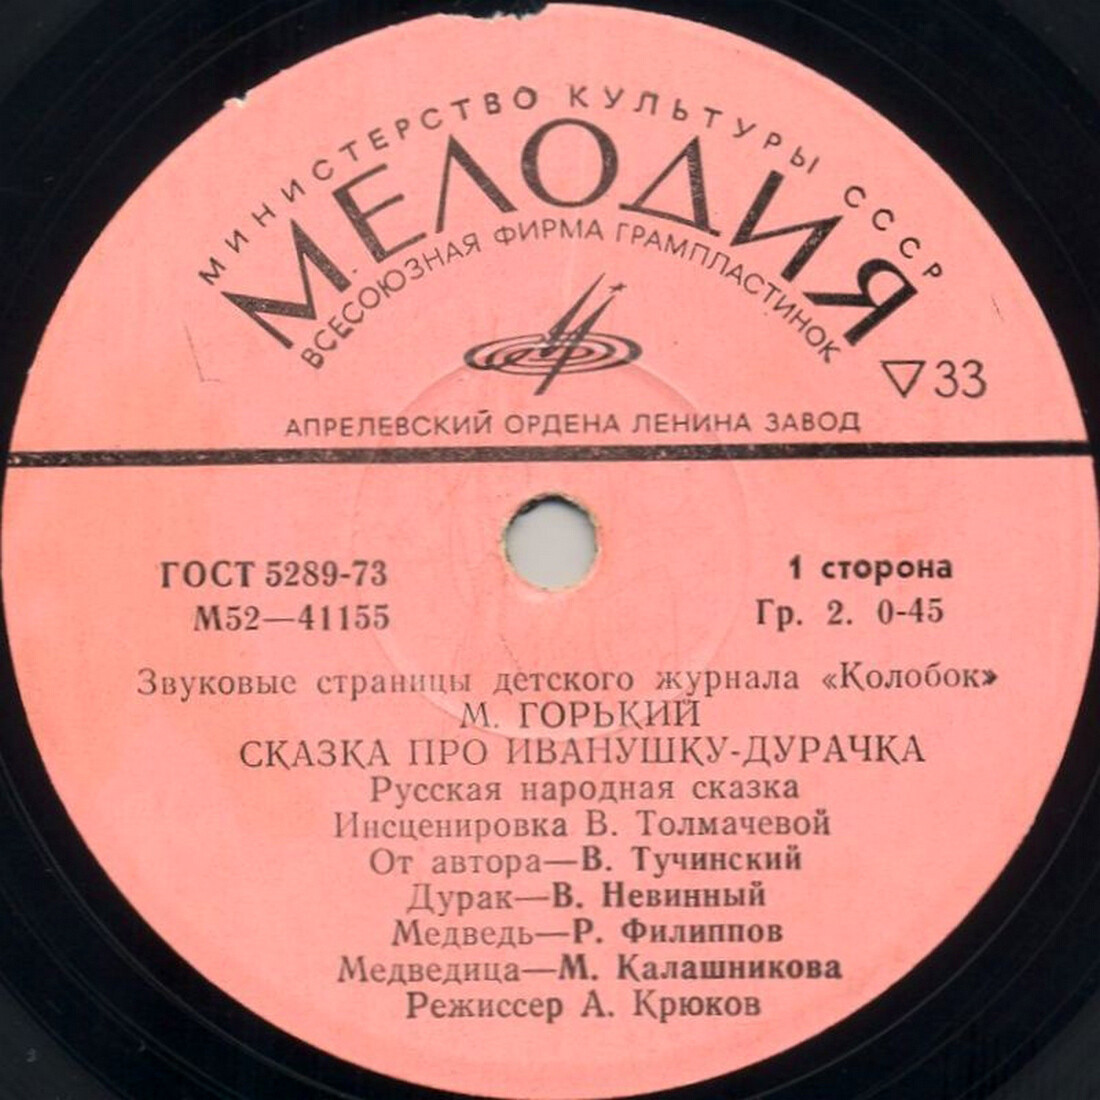 МИНИСТЕРСТВО КУЛЬТУРЫ СССР
МЕЛОДИЯ
ВСЕСОЮЗНАЯ ФИРМА ГРАМПЛАСТИНОК
▽33
АПРЕЛЕВСКИЙ ОРДЕНА ЛЕНИНА ЗАВОД
ГОСТ 5289-73
М52—41155
1 сторона
Гр. 2. 0-45
Звуковые страницы детского журнала «Колобок»
М. ГОРЬКИЙ
СКАЗКА ПРО ИВАНУШКУ-ДУРАЧКА
Русская народная сказка
Инсценировка В. Толмачевой
От автора—В. Тучинский
Дурак—В. Невинный
Медведь—Р. Филиппов
Медведица—М. Калашникова
Режиссер А. Крюков